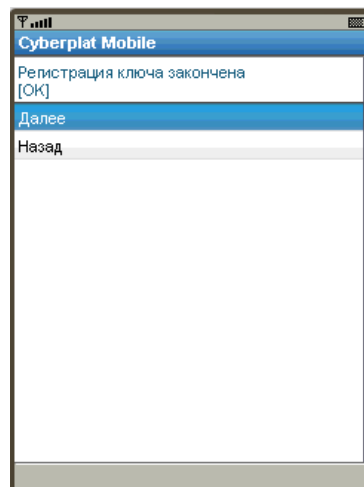 Cyberplat Mobile
Регистрация ключа закончена
[OK]
Далее
Назад